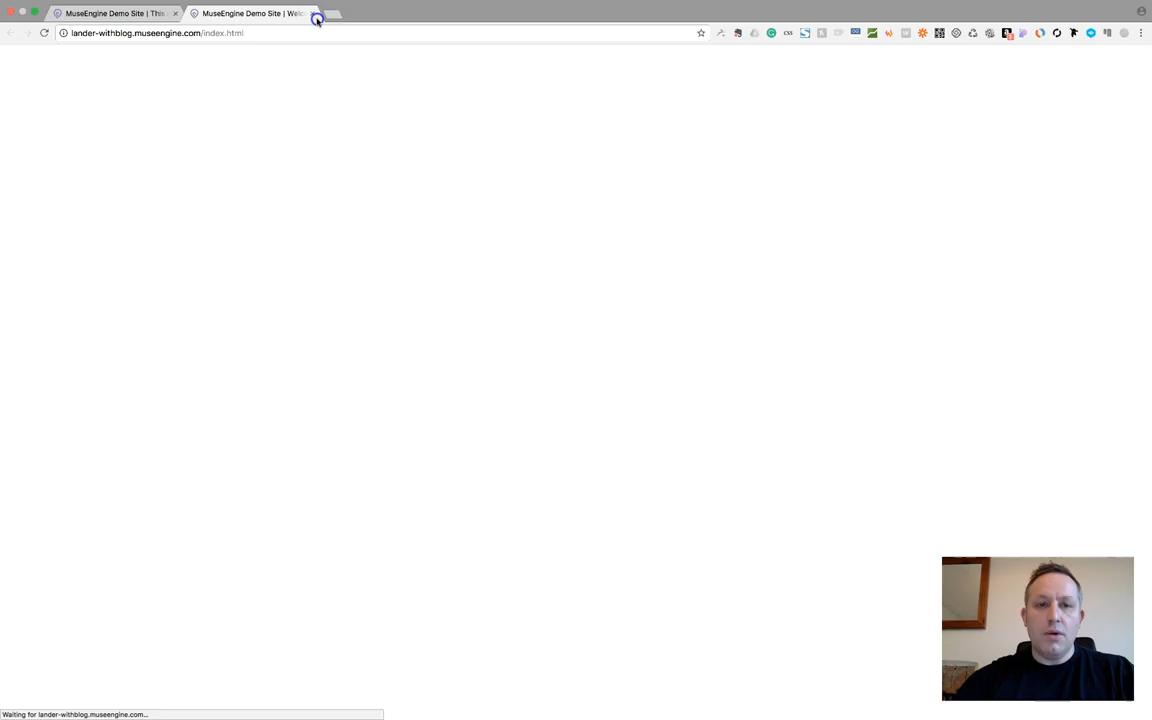 MuseEngine Demo Site | This
MuseEngine Demo Site | Welc
lander-withblog.museengine.com/index.html
css
Waiting for lander-withblog.museengine.com...